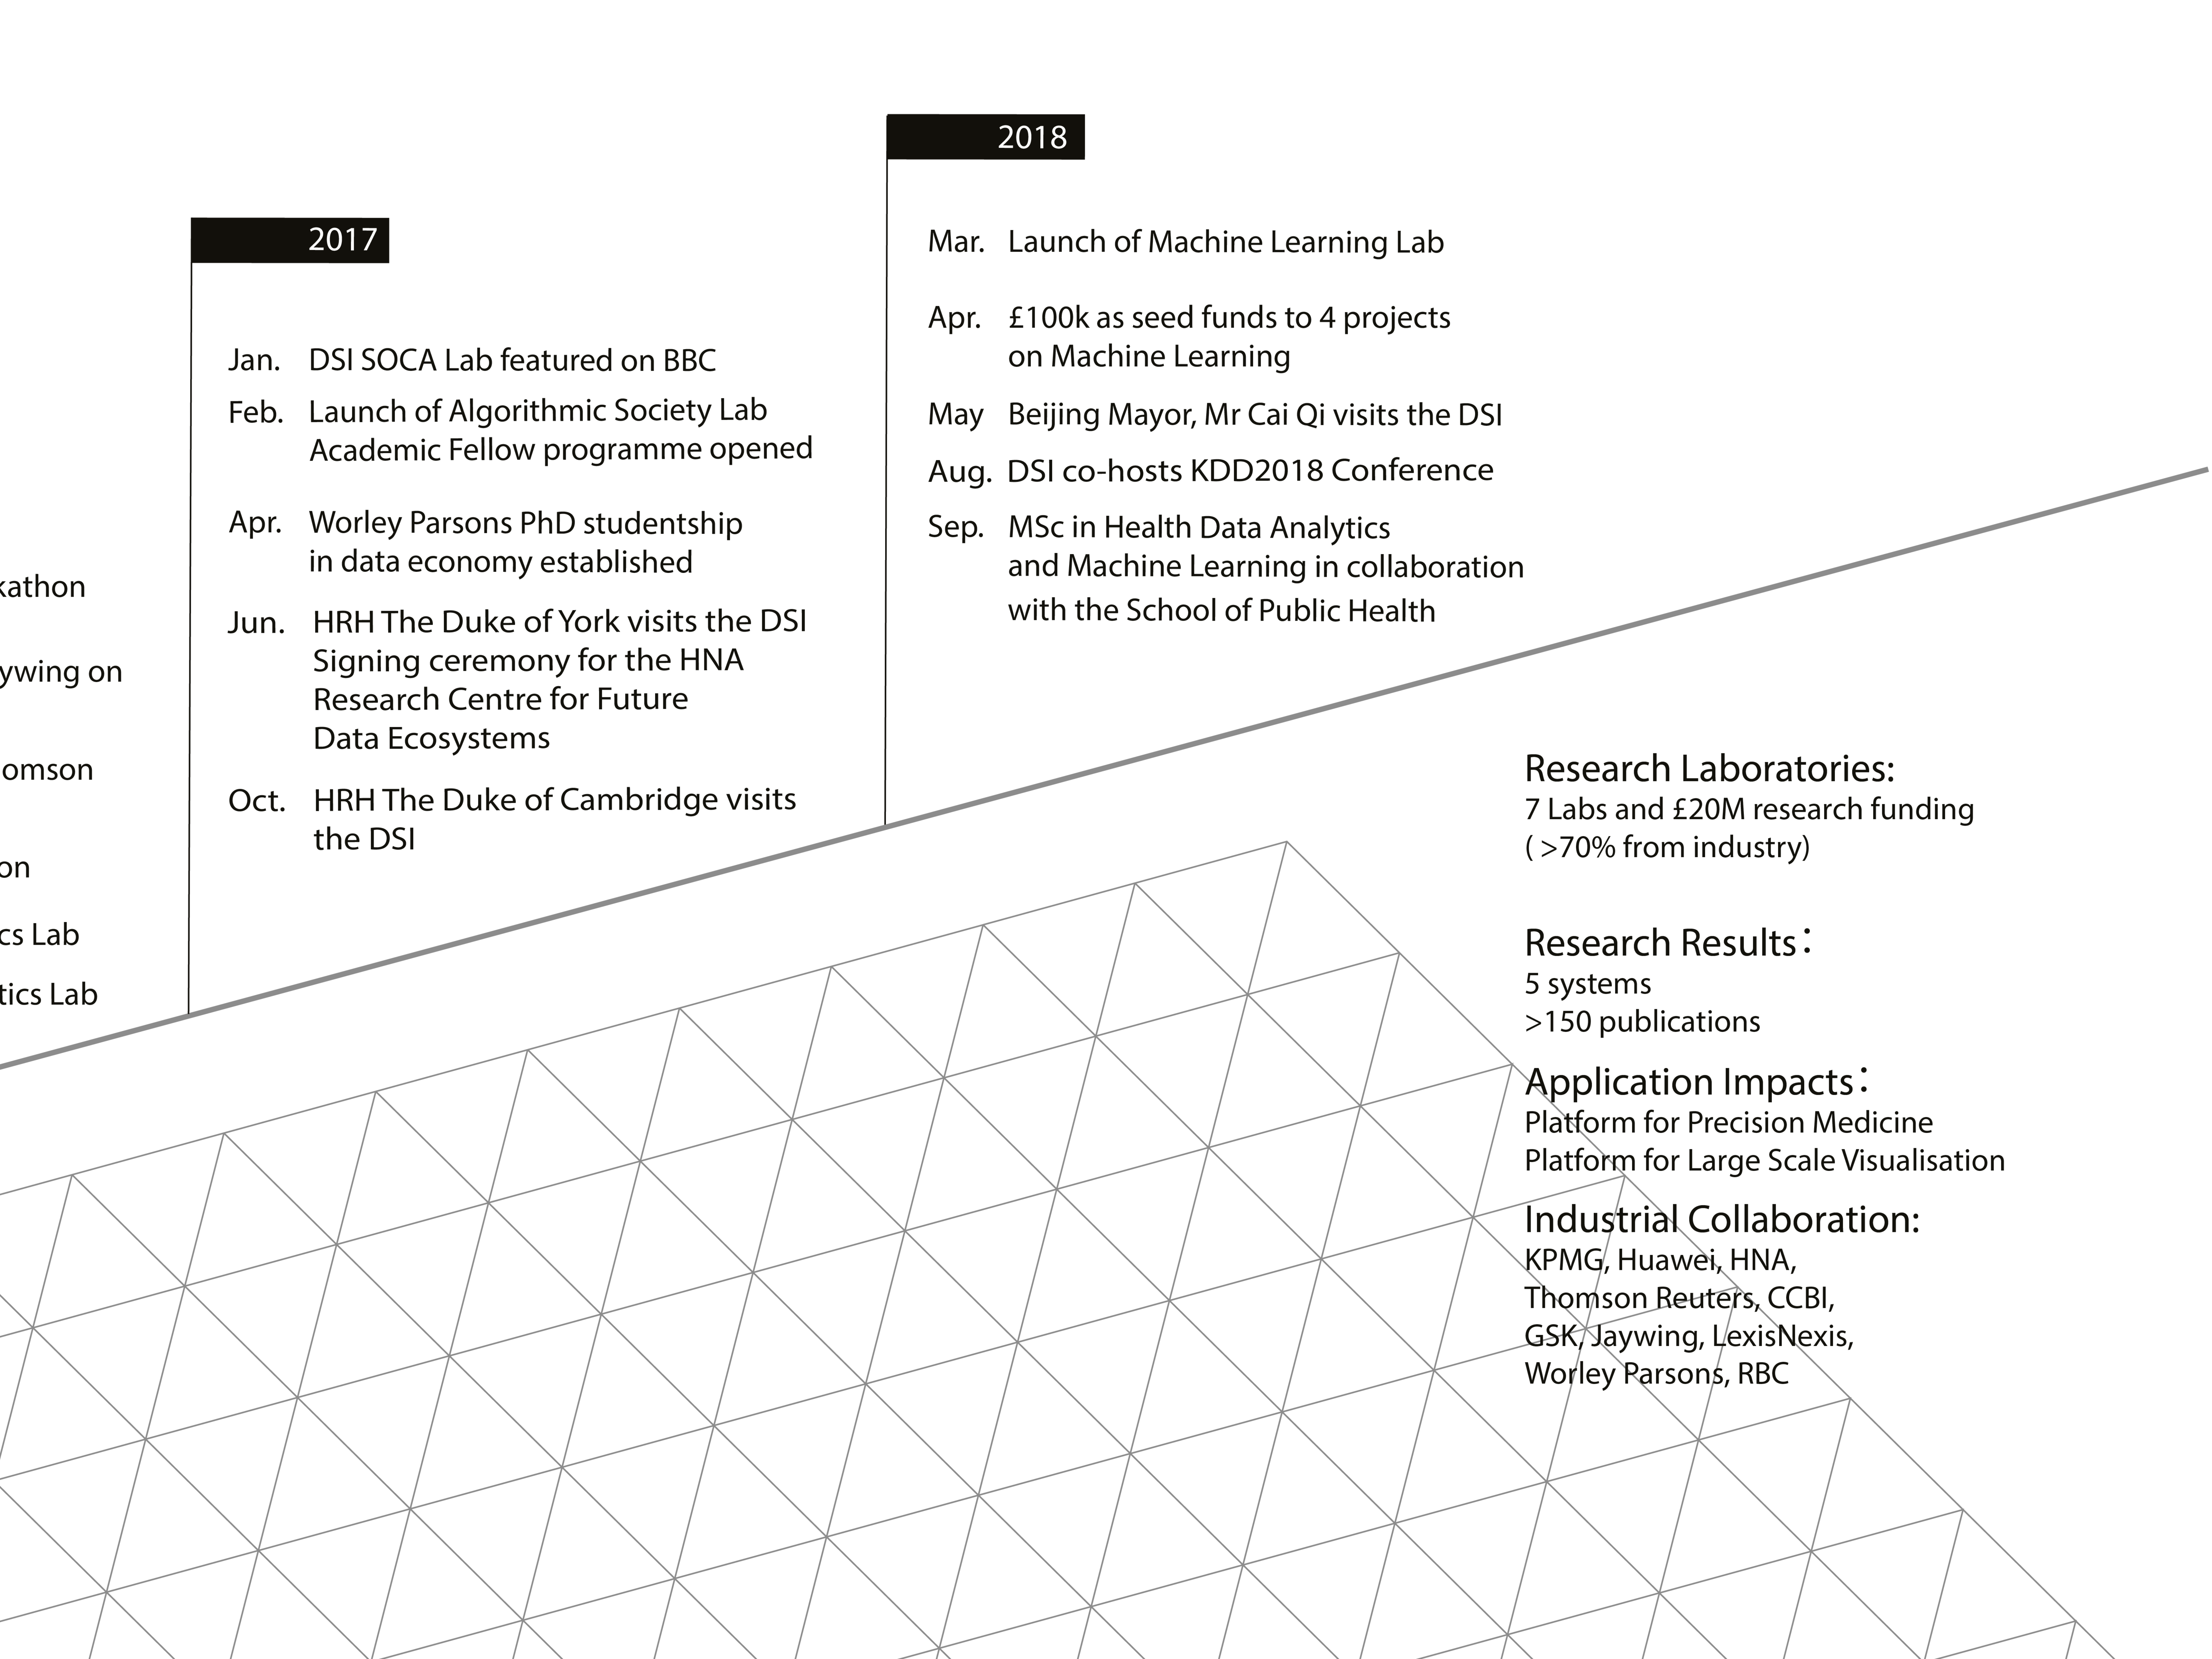 kathon
ywing on
omson
on
cs Lab
tics Lab
2017
Jan. DSI SOCA Lab featured on BBC
Feb. Launch of Algorithmic Society Lab
Academic Fellow programme opened
Apr. Worley Parsons PhD studentship
in data economy established
Jun. HRH The Duke of York visits the DSI
Signing ceremony for the HNA
Research Centre for Future
Data Ecosystems
Oct. HRH The Duke of Cambridge visits
the DSI
2018
Mar. Launch of Machine Learning Lab
Apr. £100k as seed funds to 4 projects
on Machine Learning
May Beijing Mayor, Mr Cai Qi visits the DSI
Aug. DSI co-hosts KDD2018 Conference
Sep. MSc in Health Data Analytics
and Machine Learning in collaboration
with the School of Public Health
Research Laboratories:
7 Labs and £20M research funding
( >70% from industry)
Research Results:
5 systems
>150 publications
Application Impacts:
Platform for Precision Medicine
Platform for Large Scale Visualisation
Industrial Collaboration:
KPMG, Huawei, HNA,
Thomson Reuters, CCBI,
GSK, Jaywing, LexisNexis,
Worley Parsons, RBC